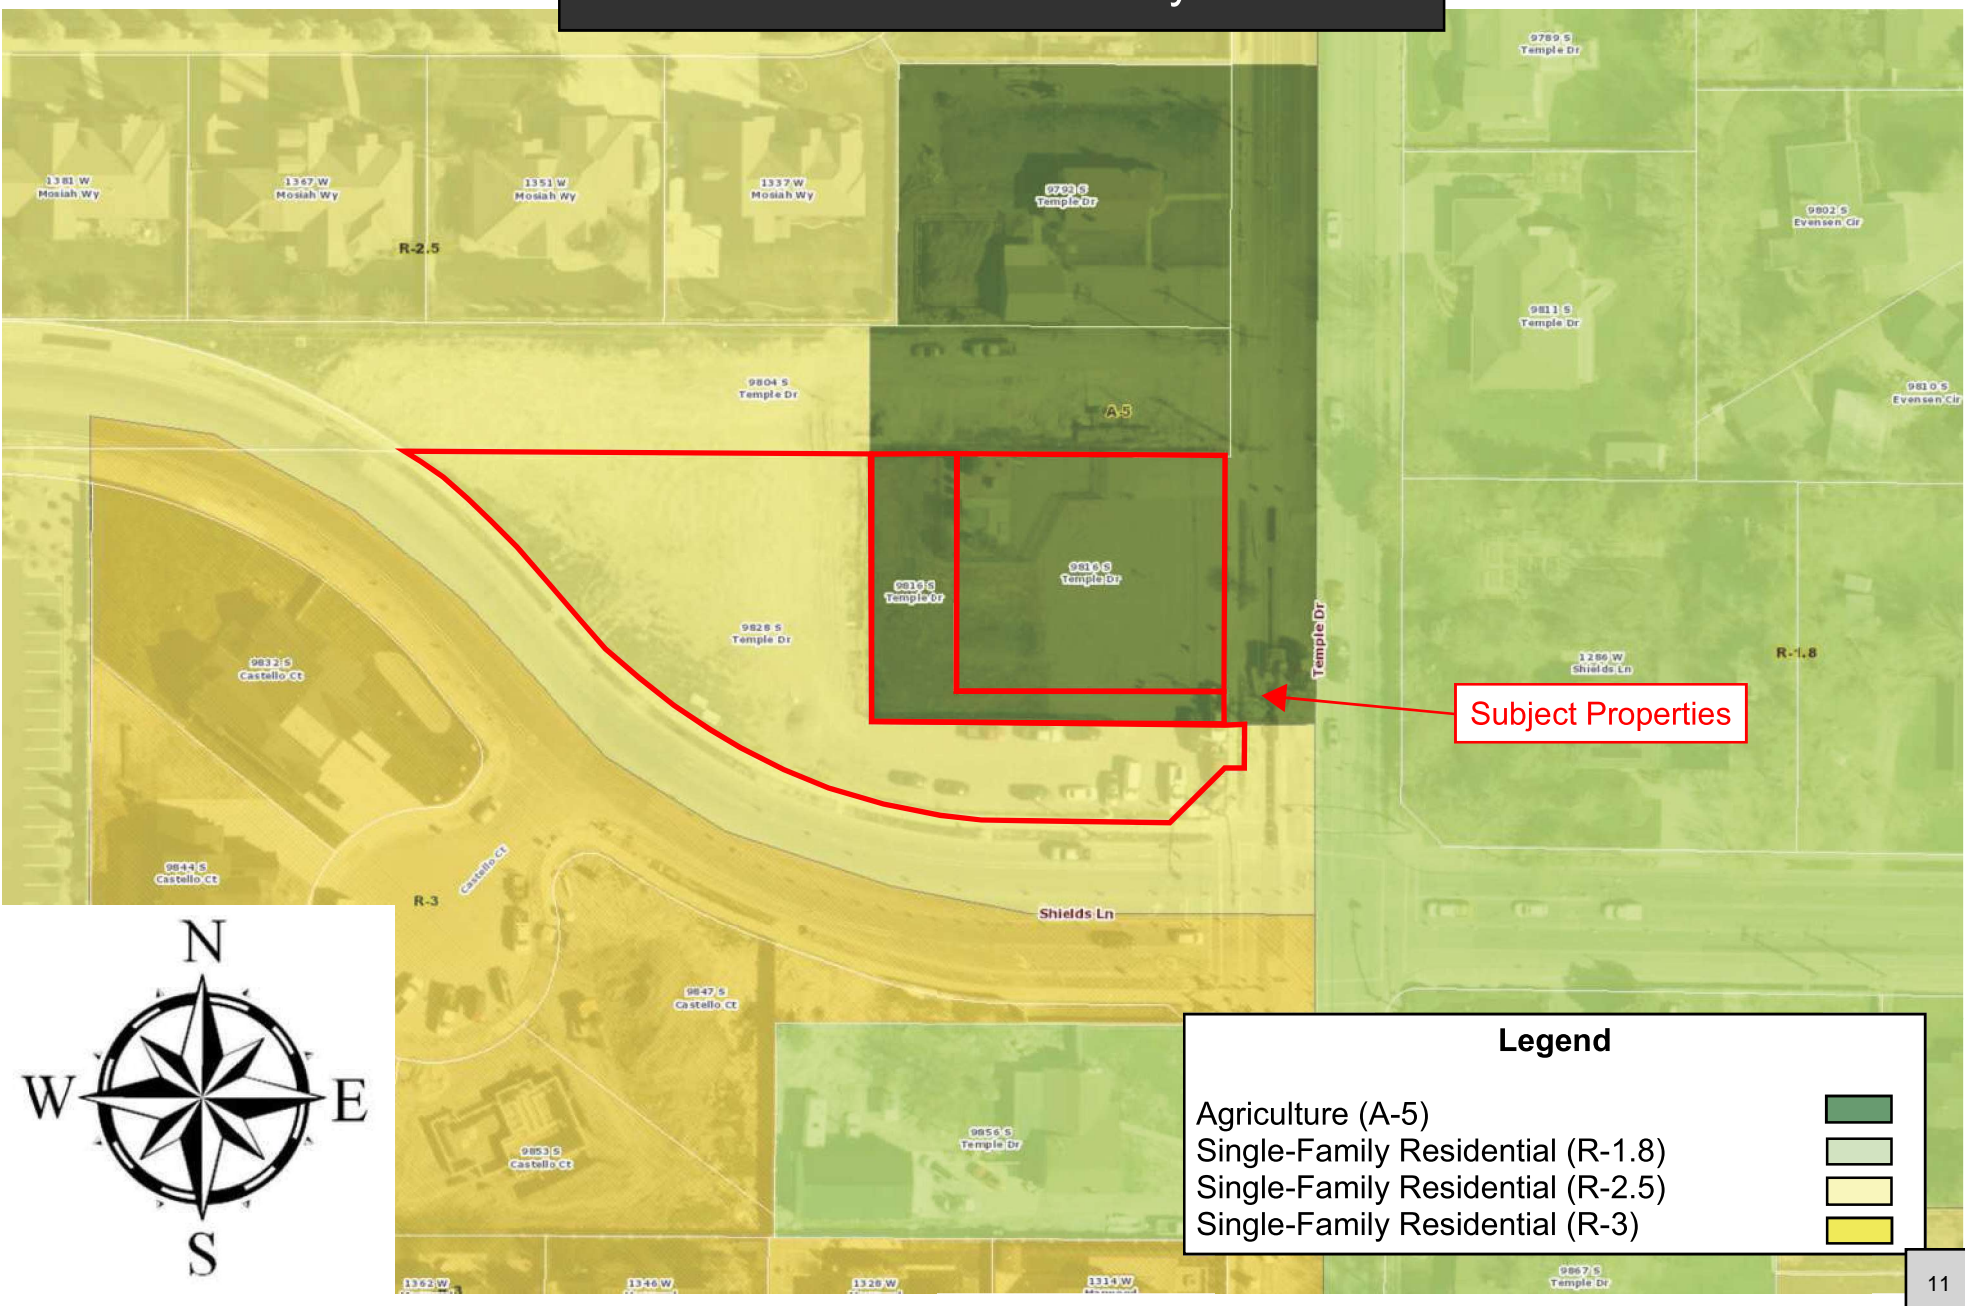 9789 S
Temple Dr
1381 W
Mosiah Wy
1367 W
Mosiah Wy
1351 W
Mosiah Wy
1337 W
Mosiah Wy
9792 S
Temple Dr
9802 S
Evensen Cir
R-2.5
9811 S
Temple Dr
9804 S
Temple Dr
A-5
9810 S
Evensen Cir
9816 S
Temple Dr
9816 S
Temple Dr
9828 S
Temple Dr
Temple Dr
1286 W
Shields Ln
R-1.8
9832 S
Castello Ct
Subject Properties
9844 S
Castello Ct
Castello Ct
R-3
Shields Ln
9847 S
Castello Ct
N
W
E
S
9853 S
Castello Ct
9856 S
Temple Dr
Legend
Agriculture (A-5)
Single-Family Residential (R-1.8)
Single-Family Residential (R-2.5)
Single-Family Residential (R-3)
1362 W
1346 W
1328 W
1314 W
9867 S
Temple Dr
11